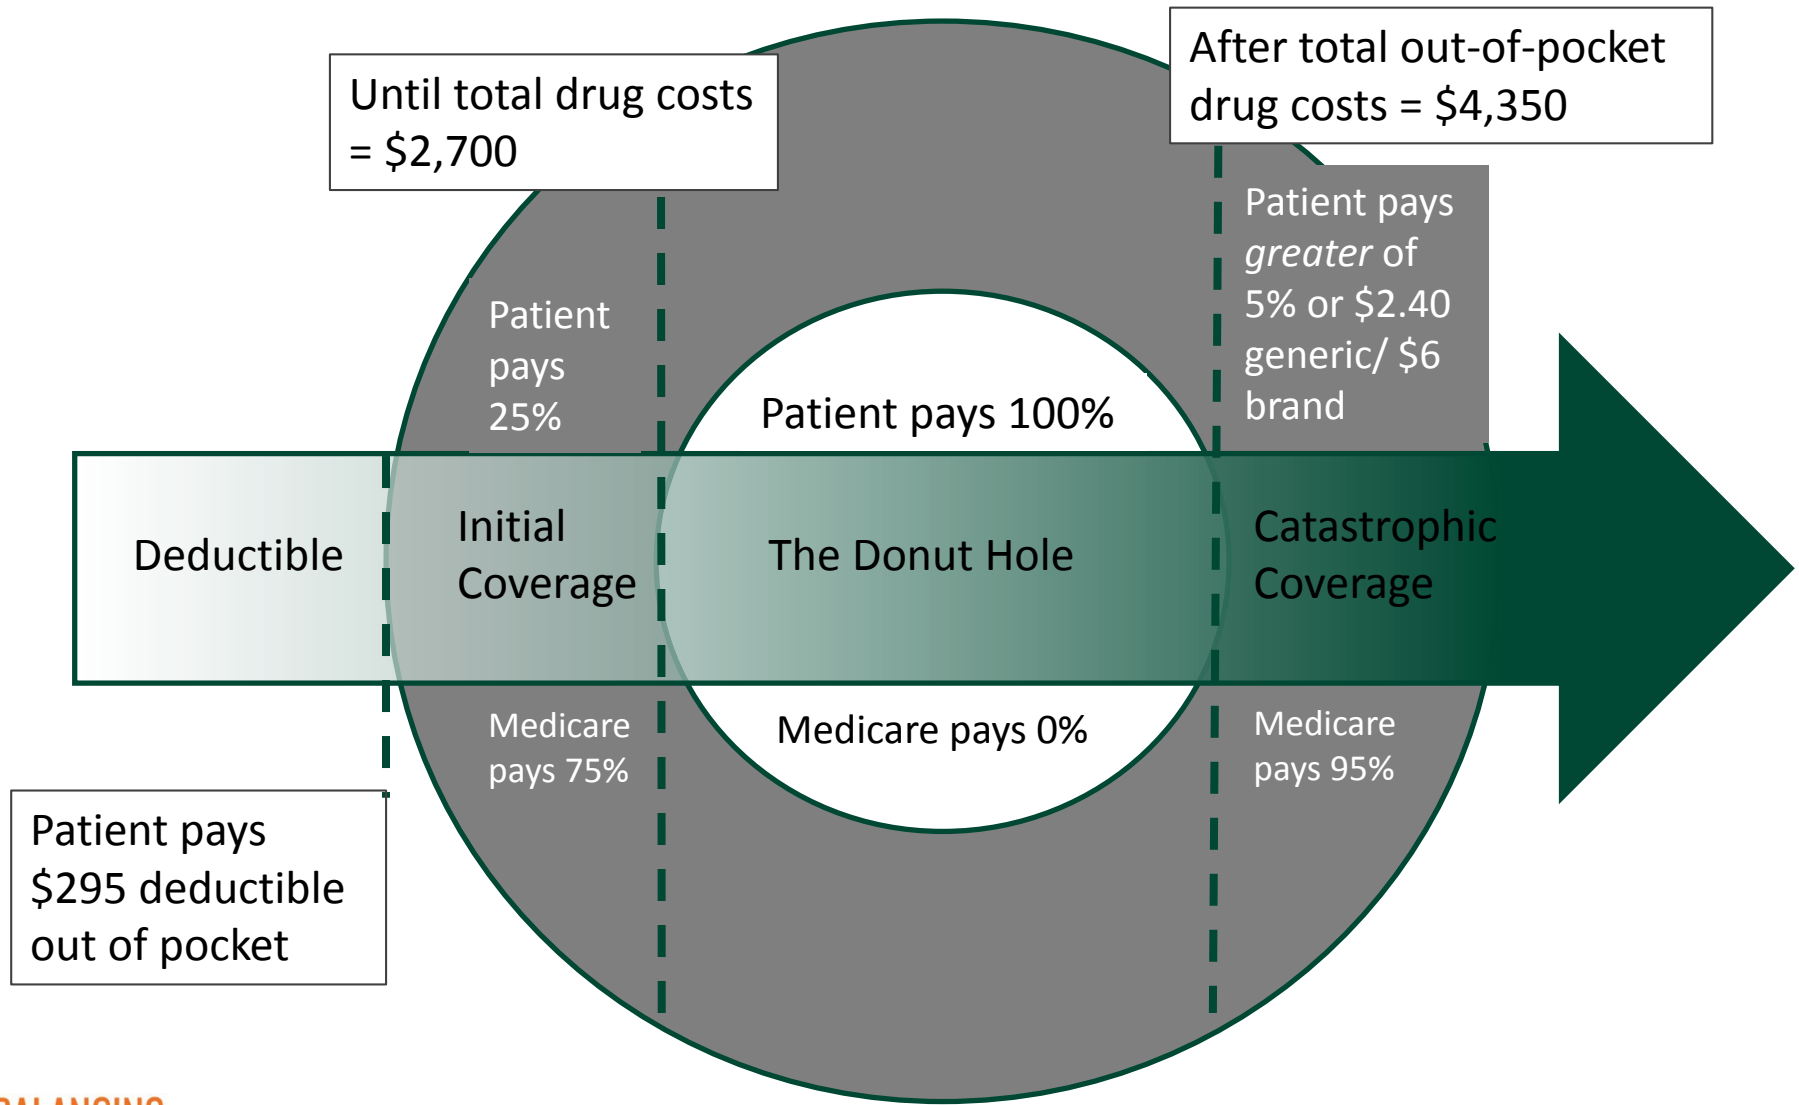 Until total drug costs
= $2,700
After total out-of-pocket
drug costs = $4,350
Patient
pays
25%
Patient pays 100%
Patient pays
greater of
5% or $2.40
generic/ $6
brand
Deductible
Initial
Coverage
The Donut Hole
Catastrophic
Coverage
Medicare
pays 75%
Medicare pays 0%
Medicare
pays 95%
Patient pays
$295 deductible
out of pocket